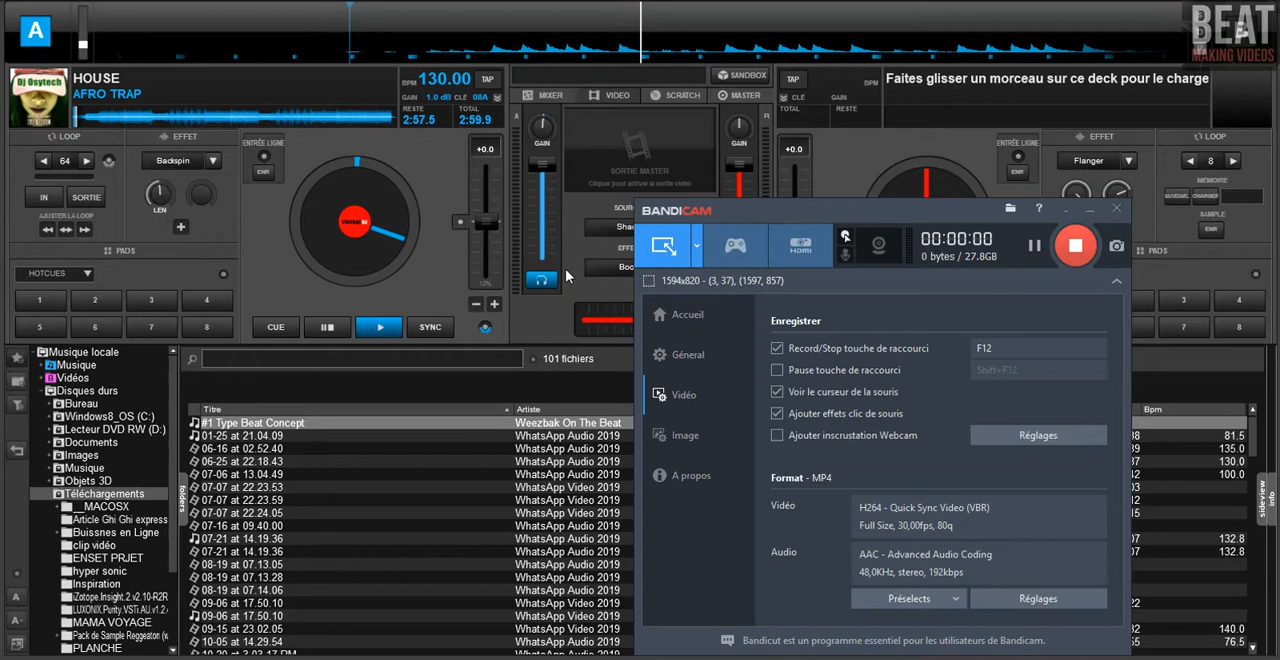 A
BEAT
MAKING VIDEOS
HOUSE
AFRO TRAP
BPM 130.00 TAP
GAIN 1.0 dB CLE 08A
RESTE TOTAL
2:57.5 2:59.9
SANDBOX
MIXER VIDEO SCRATCH MASTER
TAP BPM
CLE GAIN
TOTAL RESTE
Faites glisser un morceau sur ce deck pour le charge
LOOP EFFET
64 Backspin
IN SORTIE
LEN
AJUSTER LA LOOP
ENTRÉE LIGNE
ENR
+0.0
12%
A GAIN
SORTIE MASTER
Cliquer pour activer la sortie vidéo
GAIN
+0.0
ENTRÉE LIGNE
ENR
EFFET LOOP
Flanger 8
MÉMOIRE
SAMPLE
ENR
PADS
HOTCUES
1 2 3 4
5 6 7 8
CUE SYNC
PADS
3 4
7 8
BANDICAM
?
HDMI
00:00:00
0 bytes / 27.8GB
1594x820 - (3, 37), (1597, 857)
Accueil
Géneral
Vidéo
Image
A propos
Enregistrer
Record/Stop touche de raccourci F12
Pause touche de raccourci Shift+F12
Voir le curseur de la souris
Ajouter effets clic de souris
Ajouter inscrustation Webcam Réglages
Format - MP4
Vidéo
H264 - Quick Sync Video (VBR)
Full Size, 30,00fps, 80q
Audio
AAC - Advanced Audio Coding
48,0KHz, stereo, 192kbps
Préselects Réglages
Bandicut est un programme essentiel pour les utilisateurs de Bandicam.
Musique locale
Musique
Vidéos
Disques durs
Bureau
Windows8_OS (C:)
Lecteur DVD RW (D:)
Documents
Images
Musique
Objets 3D
Téléchargements
__MACOSX
Article Ghi Ghi express
Buissnes en Ligne
clip vidéo
ENSET PRJET
hyper sonic
Inspiration
iZotope.Insight.2.v2.10-R2R
LUXONIX.Purity.VSTi.AU.v1.2
MAMA VOYAGE
Pack de Sample Reggaeton (w
PLANCHE
folders
101 fichiers
Titre Artiste Bpm
#1 Type Beat Concept Weezbak On The Beat
01-25 at 21.04.09 WhatsApp Audio 2019 81.5
06-16 at 02.52.40 WhatsApp Audio 2019 135.0
06-25 at 22.18.43 WhatsApp Audio 2019 130.0
07-06 at 13.04.49 WhatsApp Audio 2019 100.0
07-07 at 22.23.53 WhatsApp Video 2019
07-07 at 22.23.59 WhatsApp Video 2019
07-07 at 22.24.05 WhatsApp Video 2019
07-16 at 09.40.00 WhatsApp Video 2019
07-21 at 14.19.36 WhatsApp Audio 2019 132.8
07-21 at 14.19.36 WhatsApp Audio 2019 132.8
08-19 at 07.13.05 WhatsApp Video 2019
08-19 at 07.13.28 WhatsApp Video 2019
08-19 at 07.14.06 WhatsApp Video 2019
09-06 at 17.50.10 WhatsApp Video 2019
09-06 at 17.50.10 WhatsApp Video 2019
09-15 at 23.02.05 WhatsApp Audio 2019 140.0
10-05 at 14.29.54 WhatsApp Audio 2019 76.5
sideview
info